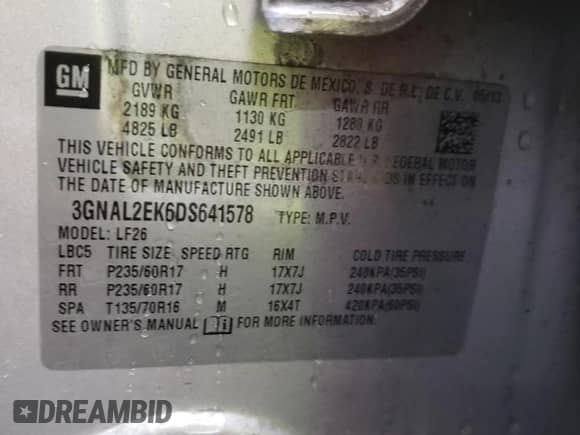 GM
MFD BY GENERAL MOTORS DE MEXICO, S. DE R.L. DE C.V. 05/13
GVWR GAWR FRT GAWR RR
2189 KG 1130 KG 1280 KG
4825 LB 2491 LB 2822 LB
THIS VEHICLE CONFORMS TO ALL APPLICABLE U.S. FEDERAL MOTOR
VEHICLE SAFETY AND THEFT PREVENTION STANDARDS IN EFFECT ON
THE DATE OF MANUFACTURE SHOWN ABOVE.
3GNAL2EK6DS641578 TYPE: M.P.V.
MODEL: LF26
LBC5 TIRE SIZE SPEED RTG RIM COLD TIRE PRESSURE
FRT P235/60R17 H 17X7J 240KPA(35PSI)
RR P235/60R17 H 17X7J 240KPA(35PSI)
SPA T135/70R16 M 16X4T 420KPA(60PSI)
SEE OWNER'S MANUAL FOR MORE INFORMATION.
DREAMBID